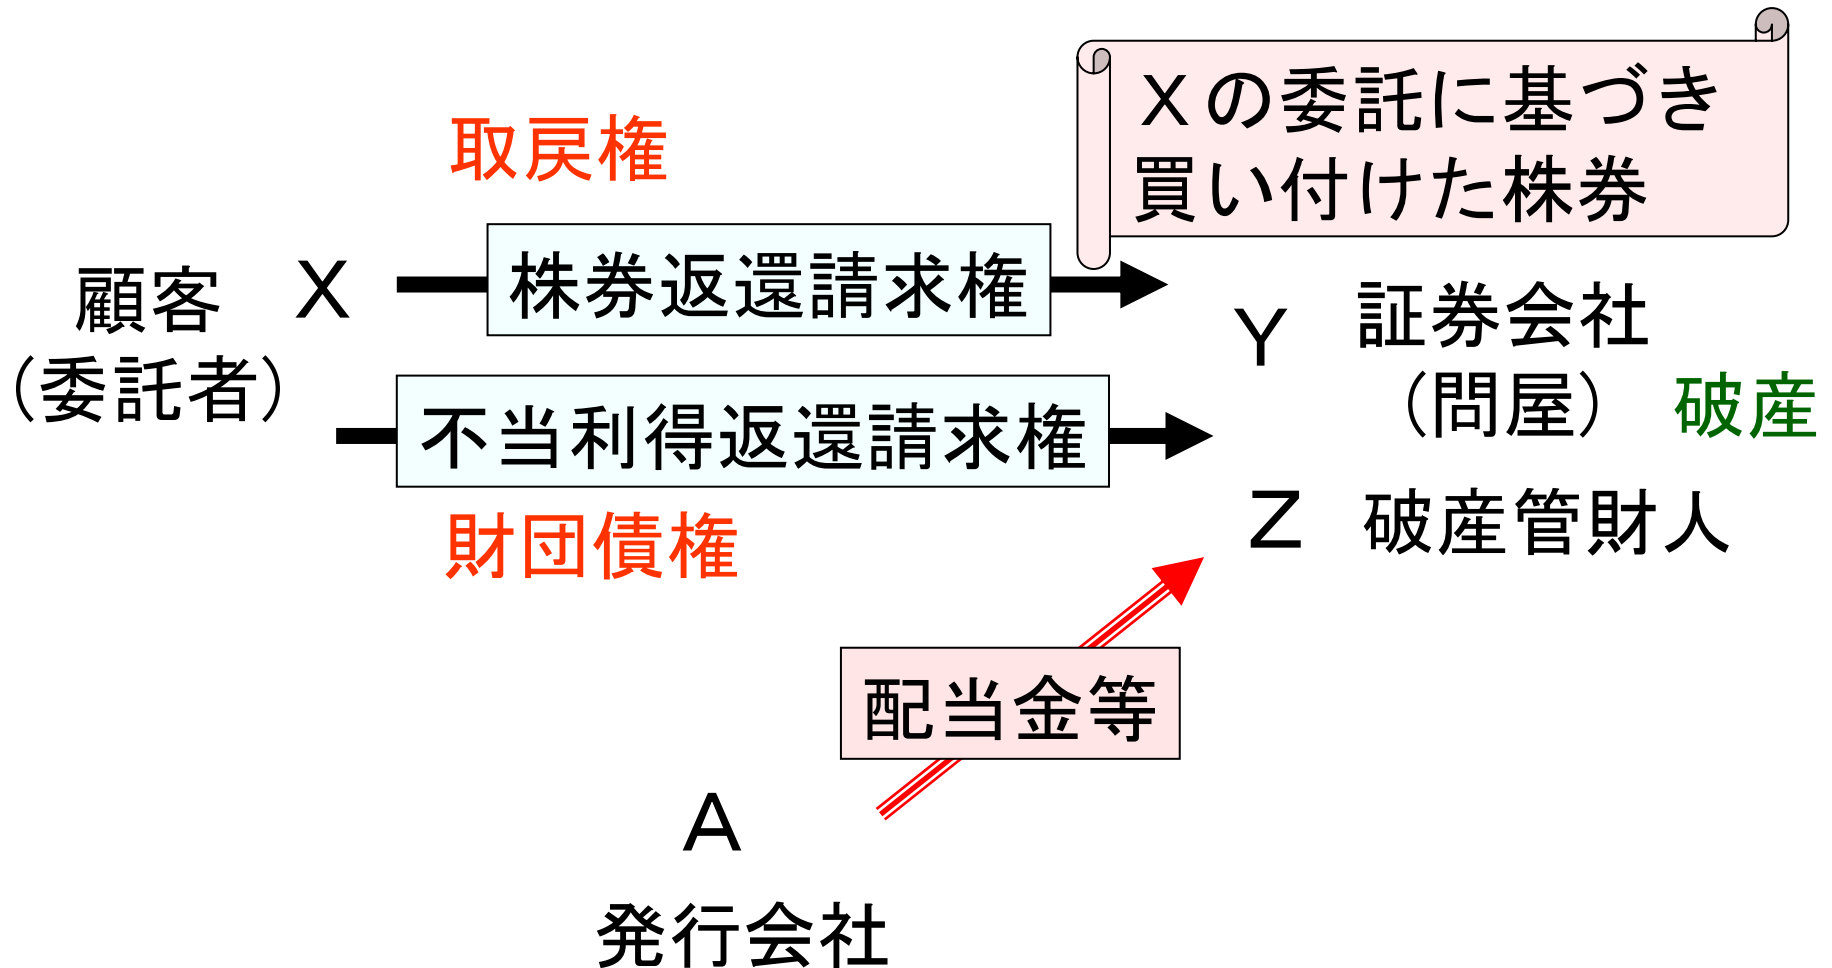 Ｘの委託に基づき
買い付けた株券
取戻権
株券返還請求権
顧客　Ｘ
（委託者）
Ｙ　証券会社
（問屋）　破産
不当利得返還請求権
財団債権
Ｚ　破産管財人
配当金等
Ａ
発行会社